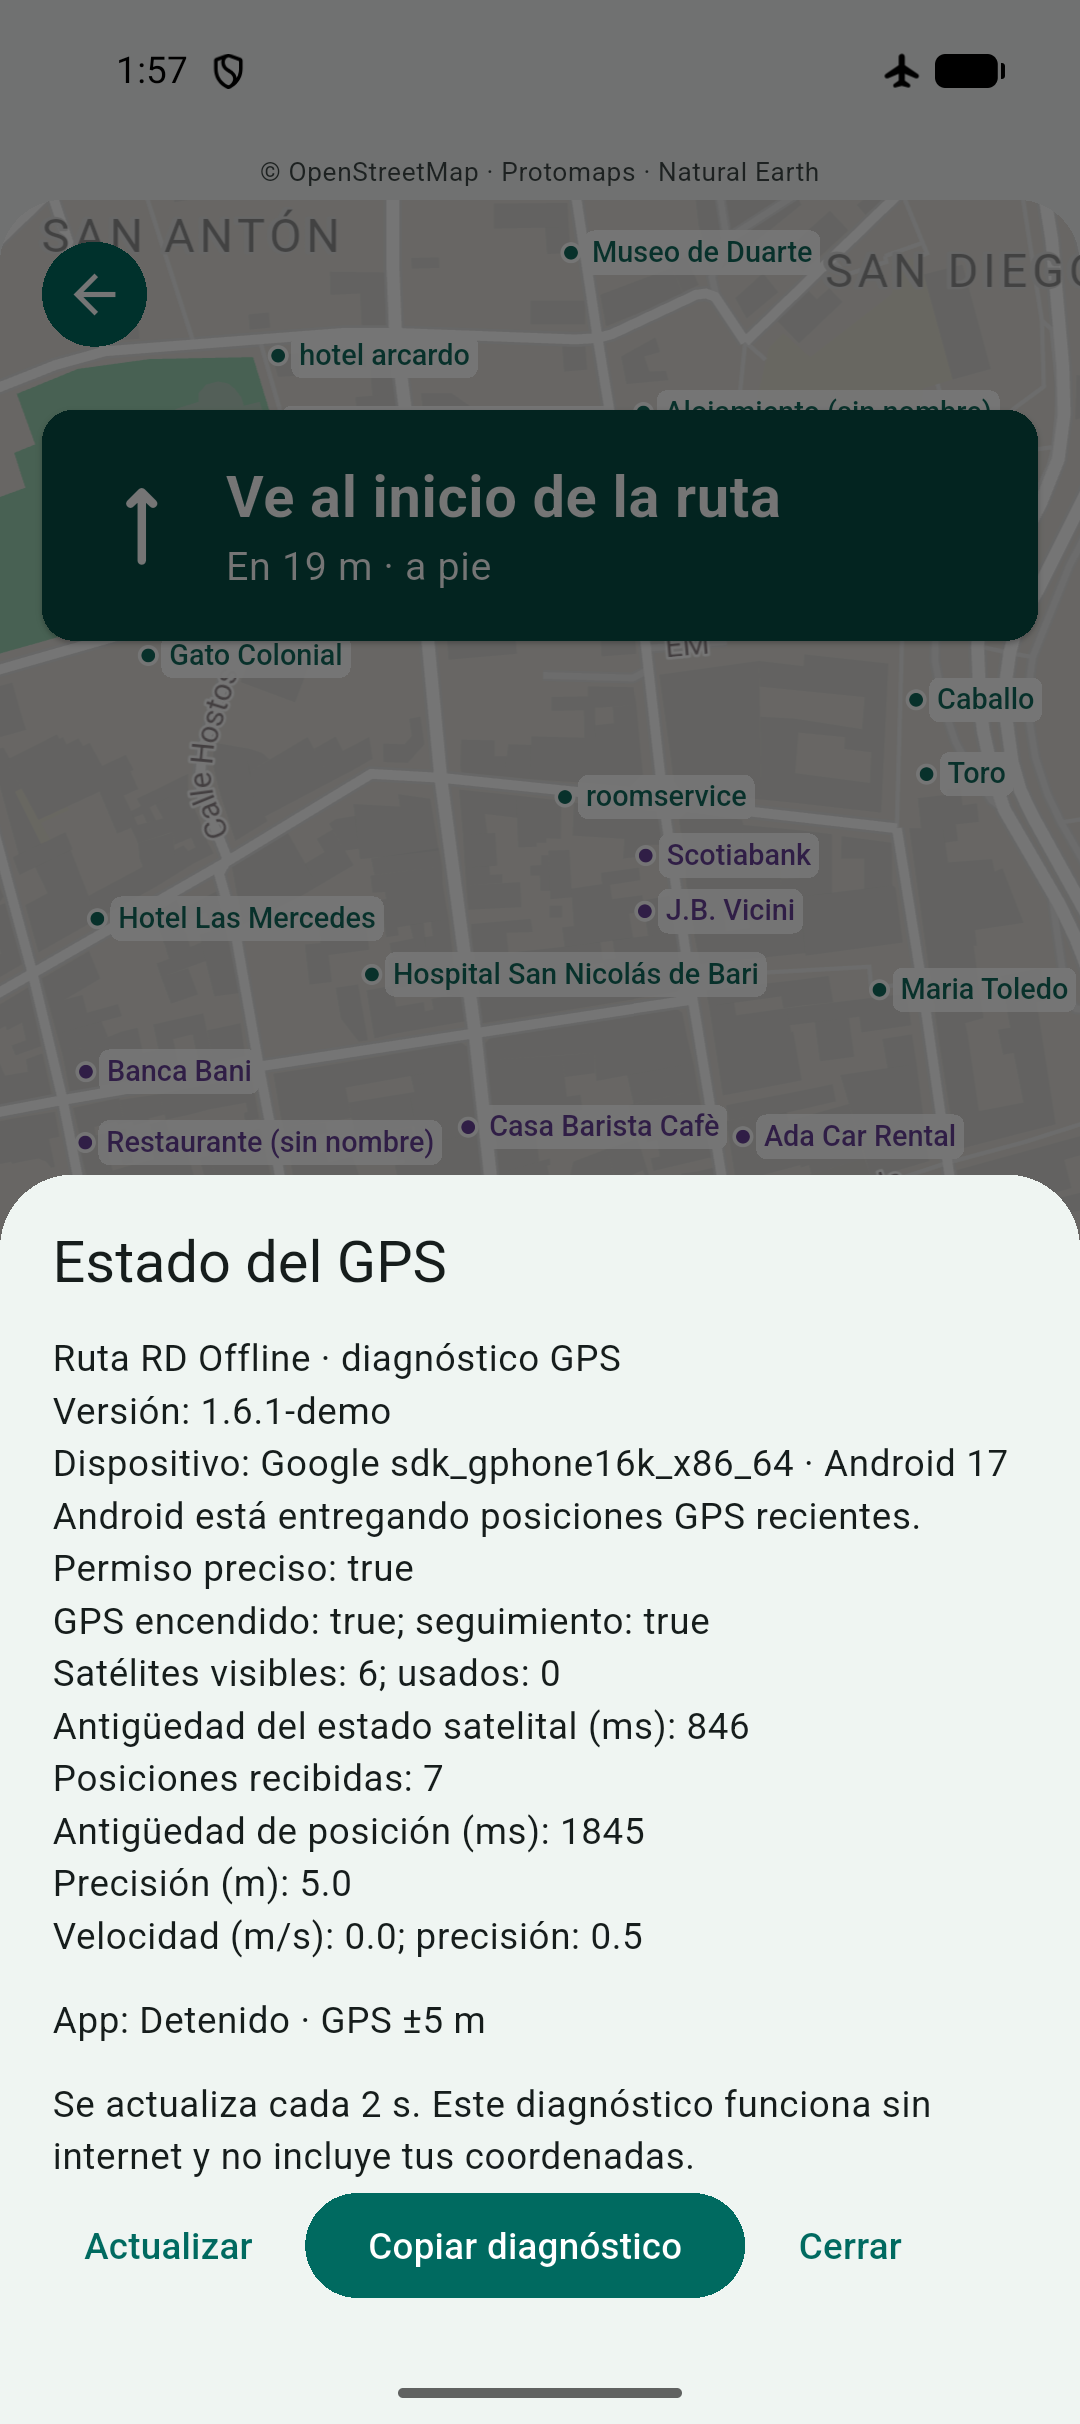 1:57
© OpenStreetMap · Protomaps · Natural Earth
SAN ANTÓN
Museo de Duarte
SAN DIEGO
hotel arcardo
Alojamiento (sin nombre)
Ve al inicio de la ruta
En 19 m · a pie
Gato Colonial
EM
Calle Hostos
Caballo
Toro
roomservice
Scotiabank
J.B. Vicini
Hotel Las Mercedes
Hospital San Nicolás de Bari
Maria Toledo
Banca Bani
Casa Barista Cafè
Ada Car Rental
Restaurante (sin nombre)
Estado del GPS
Ruta RD Offline · diagnóstico GPS
Versión: 1.6.1-demo
Dispositivo: Google sdk_gphone16k_x86_64 · Android 17
Android está entregando posiciones GPS recientes.
Permiso preciso: true
GPS encendido: true; seguimiento: true
Satélites visibles: 6; usados: 0
Antigüedad del estado satelital (ms): 846
Posiciones recibidas: 7
Antigüedad de posición (ms): 1845
Precisión (m): 5.0
Velocidad (m/s): 0.0; precisión: 0.5
App: Detenido · GPS ±5 m
Se actualiza cada 2 s. Este diagnóstico funciona sin
internet y no incluye tus coordenadas.
Actualizar
Copiar diagnóstico
Cerrar